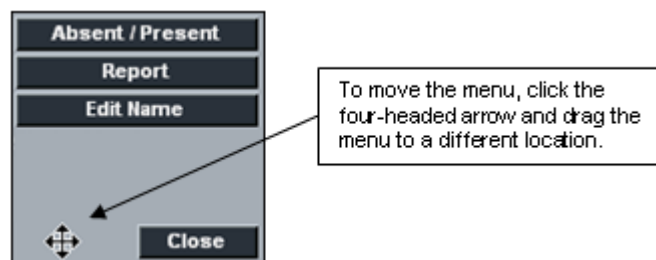 Absent / Present
Report
Edit Name
To move the menu, click the
four-headed arrow and drag the
menu to a different location.
Close